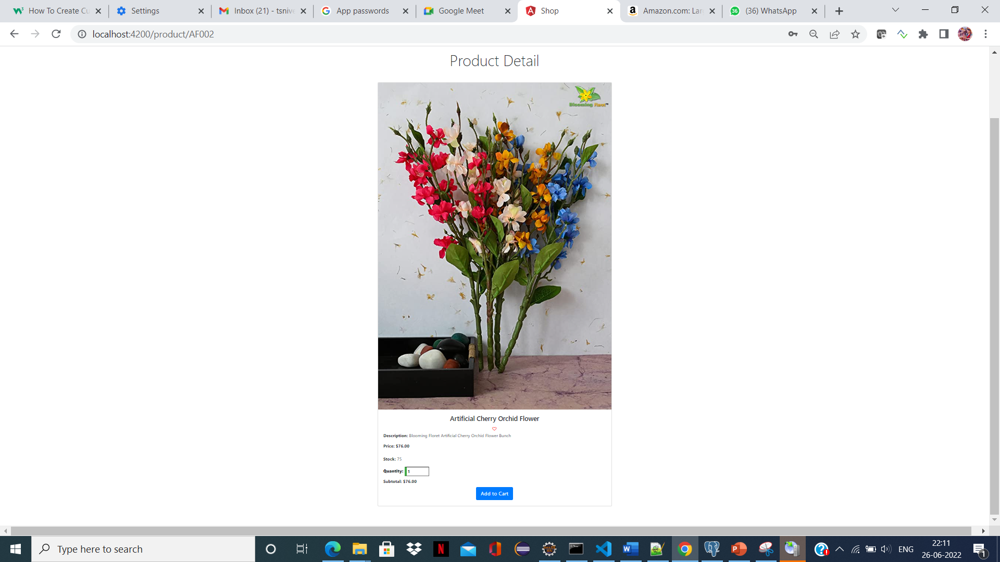 How To Create Cu
Settings
Inbox (21) - tsnive
App passwords
Google Meet
Shop
Amazon.com: Lar
(36) WhatsApp
localhost:4200/product/AF002
Product Detail
Blooming Floret™
Artificial Cherry Orchid Flower
Description: Blooming Floret Artificial Cherry Orchid Flower Bunch
Price: $76.00
Stock: 75
Quantity: 1
Subtotal: $76.00
Add to Cart
Type here to search
ENG
22:11
26-06-2022
1